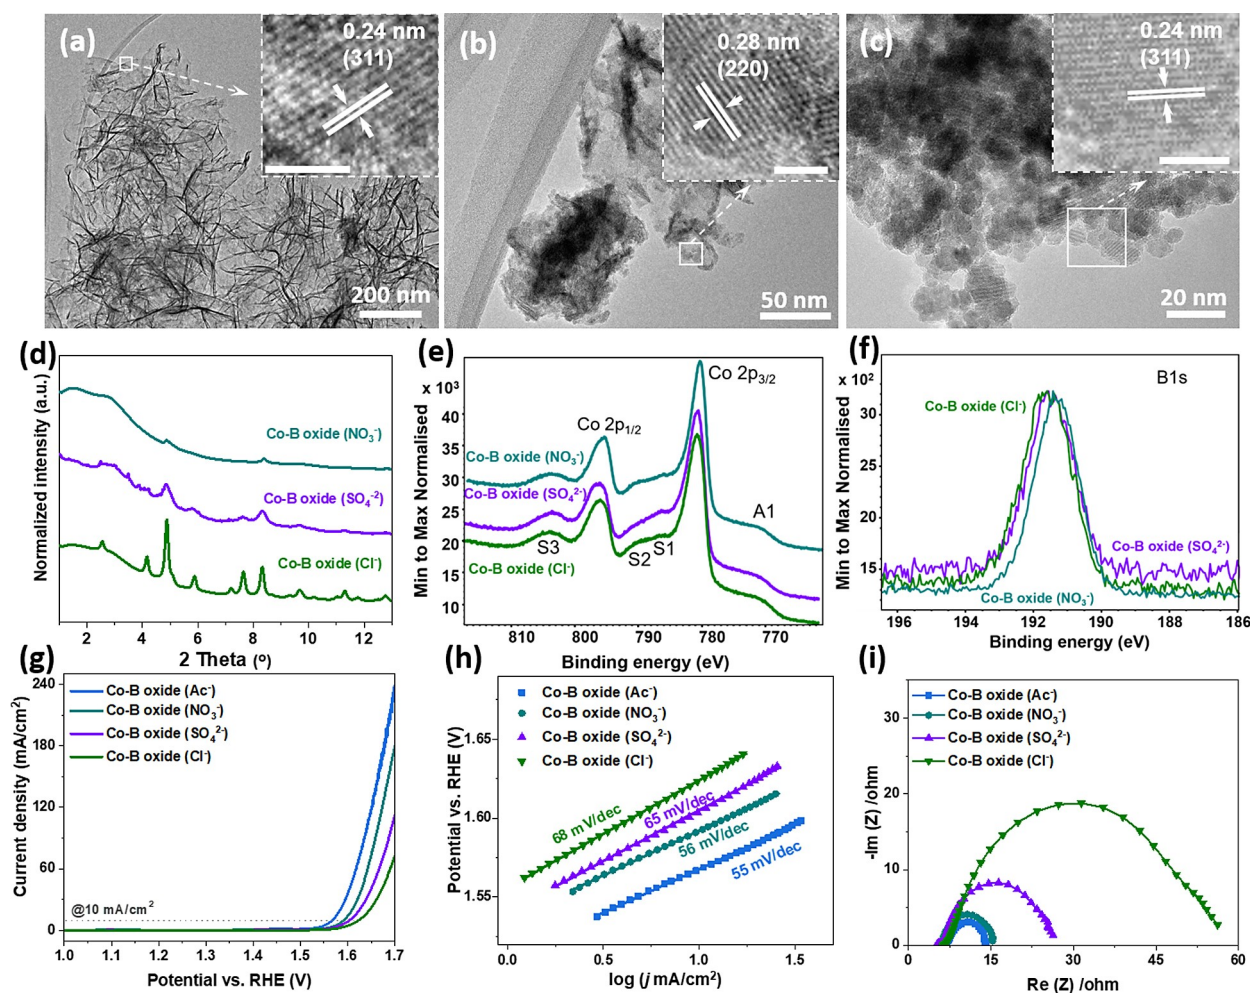 (a)
0.24 nm
(311)
200 nm
(b)
0.28 nm
(220)
50 nm
(c)
0.24 nm
(311)
20 nm
(d)
Normalized intensity (a.u.)
Co-B oxide (NO₃⁻)
Co-B oxide (SO₄⁻²)
Co-B oxide (Cl⁻)
2 4 6 8 10 12
2 Theta (°)
(e)
Min to Max Normalised
x 10³
40
35
30
25
20
15
10
Co 2p₃/₂
Co 2p₁/₂
Co-B oxide (NO₃⁻)
Co-B oxide (SO₄²⁻)
A1
S3 S2 S1
Co-B oxide (Cl⁻)
810 800 790 780 770
Binding energy (eV)
(f)
Min to Max Normalised
x 10²
30
25
20
15
B1s
Co-B oxide (Cl⁻)
Co-B oxide (SO₄²⁻)
Co-B oxide (NO₃⁻)
196 194 192 190 188 186
Binding energy (eV)
(g)
Current density (mA/cm²)
240
180
120
60
0
Co-B oxide (Ac⁻)
Co-B oxide (NO₃⁻)
Co-B oxide (SO₄²⁻)
Co-B oxide (Cl⁻)
@10 mA/cm²
1.0 1.1 1.2 1.3 1.4 1.5 1.6 1.7
Potential vs. RHE (V)
(h)
Potential vs. RHE (V)
1.65
1.60
1.55
Co-B oxide (Ac⁻)
Co-B oxide (NO₃⁻)
Co-B oxide (SO₄²⁻)
Co-B oxide (Cl⁻)
68 mV/dec
65 mV/dec
56 mV/dec
55 mV/dec
0.0 0.5 1.0 1.5
log (j mA/cm²)
(i)
-Im (Z) /ohm
30
20
10
0
Co-B oxide (Ac⁻)
Co-B oxide (NO₃⁻)
Co-B oxide (SO₄²⁻)
Co-B oxide (Cl⁻)
0 15 30 45 60
Re (Z) /ohm